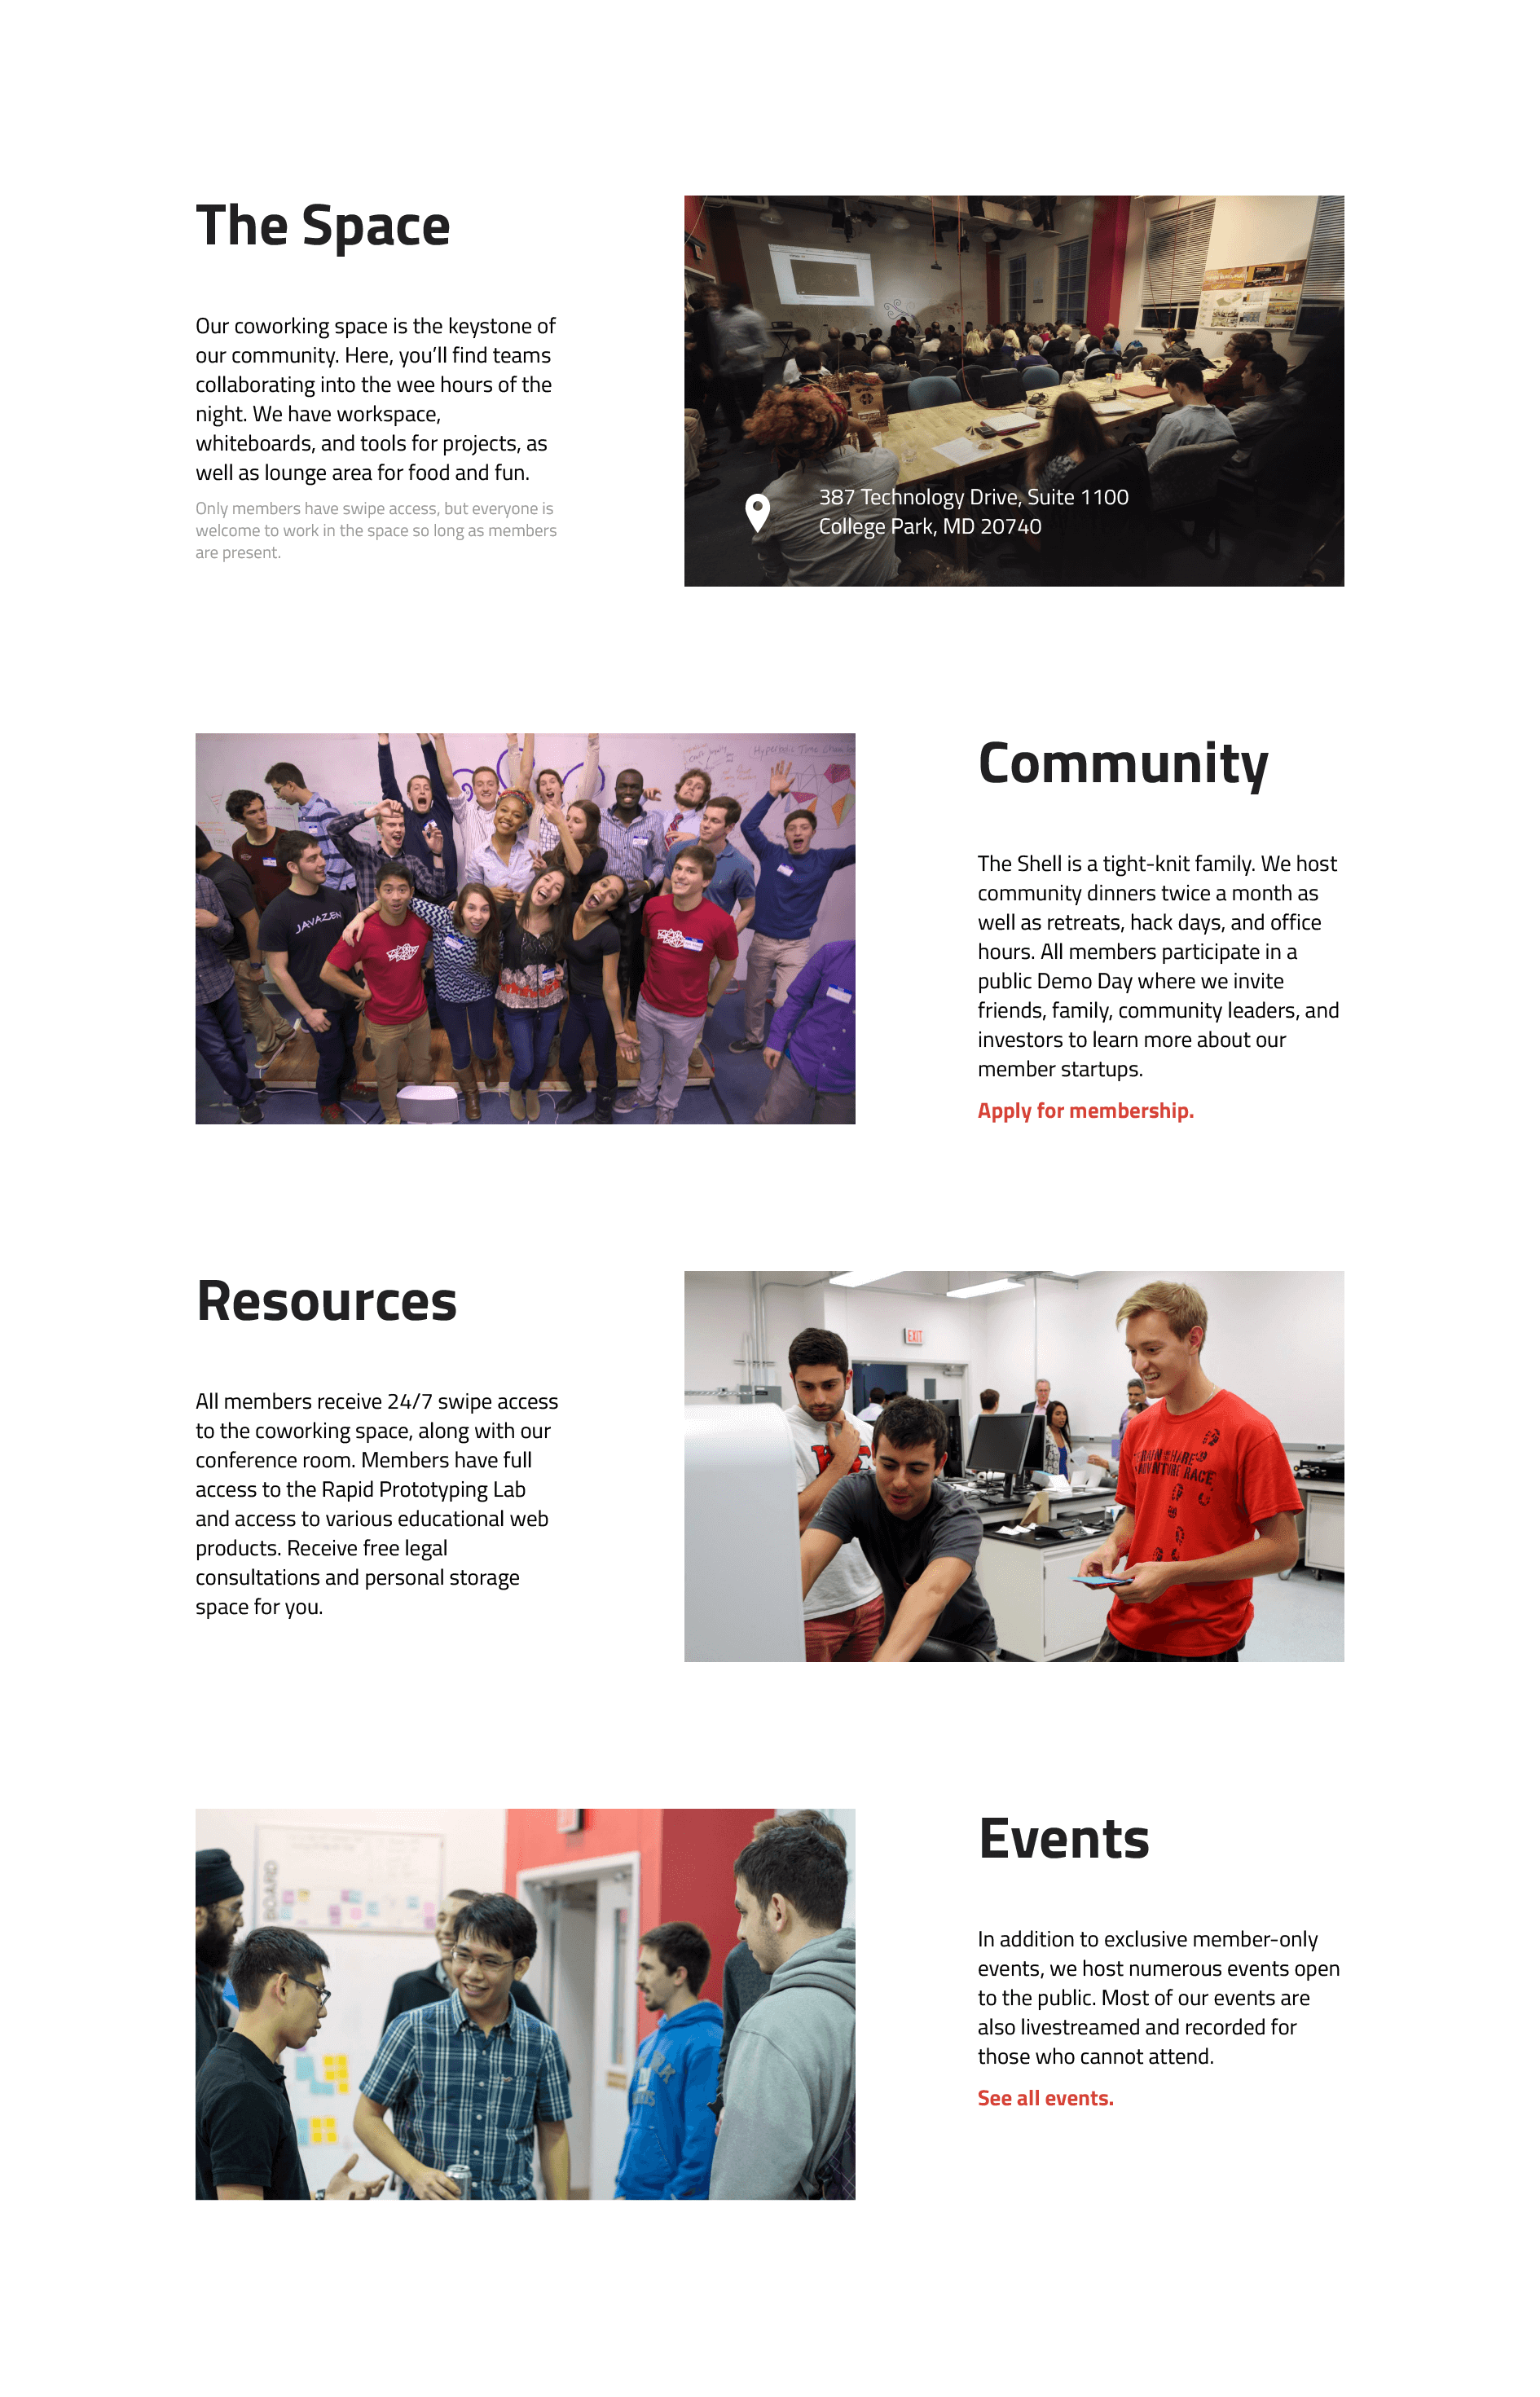 The Space
Our coworking space is the keystone of
our community. Here, you'll find teams
collaborating into the wee hours of the
night. We have workspace,
whiteboards, and tools for projects, as
well as lounge area for food and fun.
Only members have swipe access, but everyone is
welcome to work in the space so long as members
are present.
387 Technology Drive, Suite 1100
College Park, MD 20740
JAVAZEN
Community
The Shell is a tight-knit family. We host
community dinners twice a month as
well as retreats, hack days, and office
hours. All members participate in a
public Demo Day where we invite
friends, family, community leaders, and
investors to learn more about our
member startups.
Apply for membership.
Resources
All members receive 24/7 swipe access
to the coworking space, along with our
conference room. Members have full
access to the Rapid Prototyping Lab
and access to various educational web
products. Receive free legal
consultations and personal storage
space for you.
EXIT
ADVENTURE RACE
BOARD
Events
In addition to exclusive member-only
events, we host numerous events open
to the public. Most of our events are
also livestreamed and recorded for
those who cannot attend.
See all events.